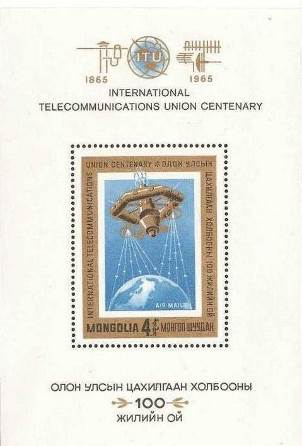 ITU
1865 1965
INTERNATIONAL
TELECOMMUNICATIONS UNION CENTENARY
INTERNATIONAL TELECOMMUNICATIONS
UNION CENTENARY ОЛОН УЛСЫН
ЦАХИЛГААН ХОЛБООНЫ 100 ЖИЛИЙН ОЙ
AIR MAIL
MONGOLIA 4 МОНГОЛ ШУУДАН
ОЛОН УЛСЫН ЦАХИЛГААН ХОЛБООНЫ
100
ЖИЛИЙН ОЙ